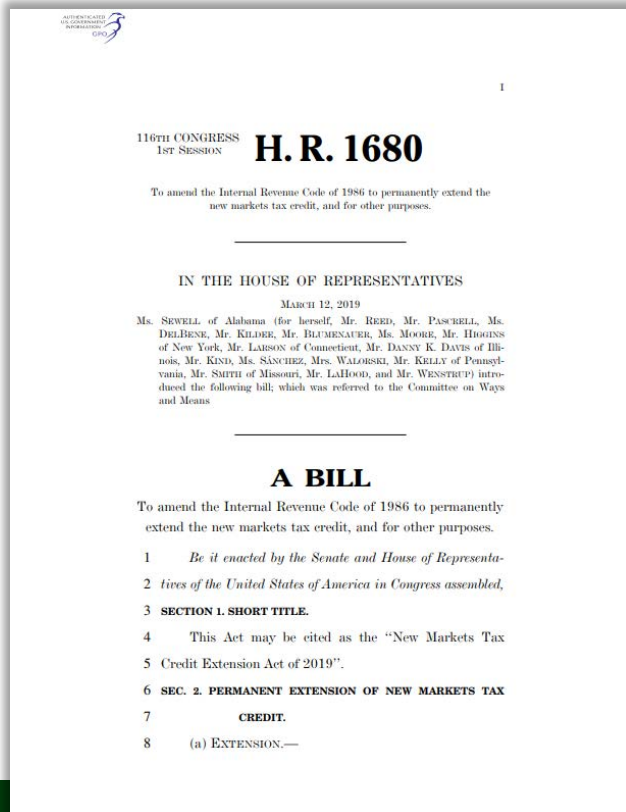 AUTHENTICATED
U.S. GOVERNMENT
INFORMATION
GPO
I
116TH CONGRESS
1ST SESSION
H. R. 1680
To amend the Internal Revenue Code of 1986 to permanently extend the
new markets tax credit, and for other purposes.
IN THE HOUSE OF REPRESENTATIVES
MARCH 12, 2019
Ms. SEWELL of Alabama (for herself, Mr. REED, Mr. PASCRELL, Ms.
DELBENE, Mr. KILDEE, Mr. BLUMENAUER, Ms. MOORE, Mr. HIGGINS
of New York, Mr. LARSON of Connecticut, Mr. DANNY K. DAVIS of Illi-
nois, Mr. KIND, Ms. SÁNCHEZ, Mrs. WALORSKI, Mr. KELLY of Pennsyl-
vania, Mr. SMITH of Missouri, Mr. LAHOOD, and Mr. WENSTRUP) intro-
duced the following bill; which was referred to the Committee on Ways
and Means
A BILL
To amend the Internal Revenue Code of 1986 to permanently
extend the new markets tax credit, and for other purposes.
1 Be it enacted by the Senate and House of Representa-
2 tives of the United States of America in Congress assembled,
3 SECTION 1. SHORT TITLE.
4 This Act may be cited as the “New Markets Tax
5 Credit Extension Act of 2019”.
6 SEC. 2. PERMANENT EXTENSION OF NEW MARKETS TAX
7 CREDIT.
8 (a) EXTENSION.—